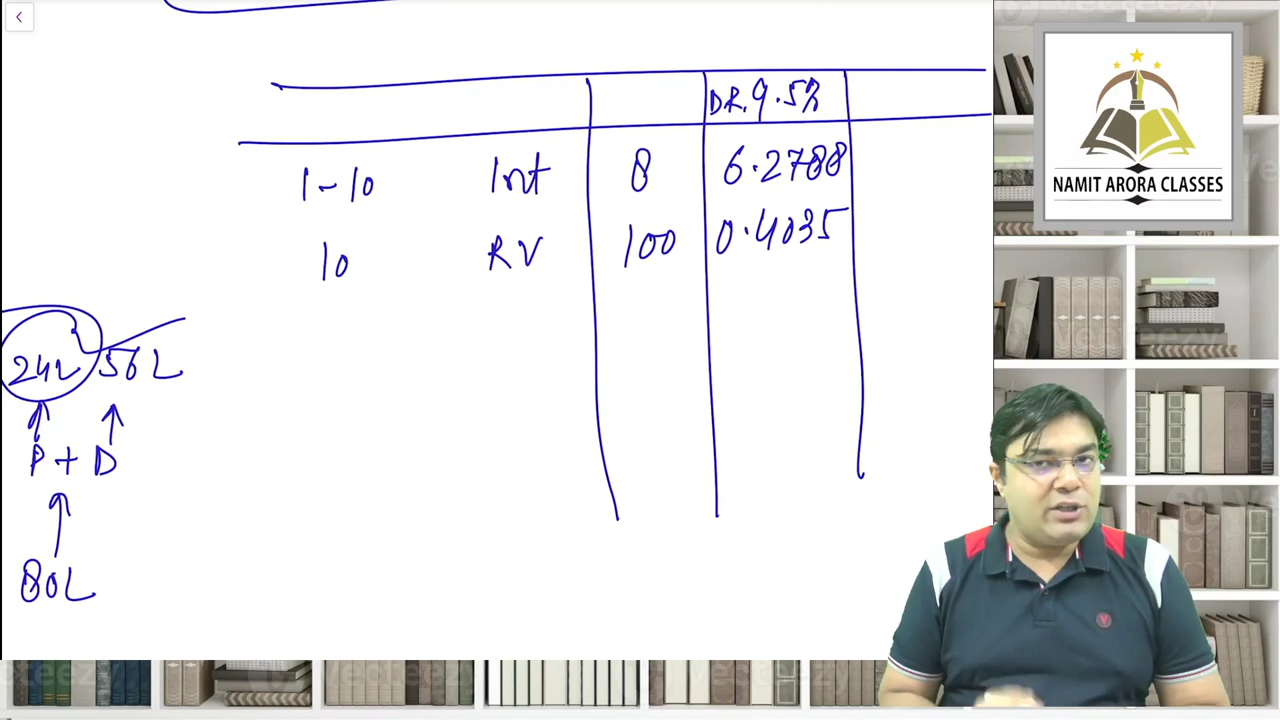 DR. 9.5%
1-10 Int 8 6.2788
10 RV 100 0.4035
24L 56L
P + D
80L
NAMIT ARORA CLASSES
V